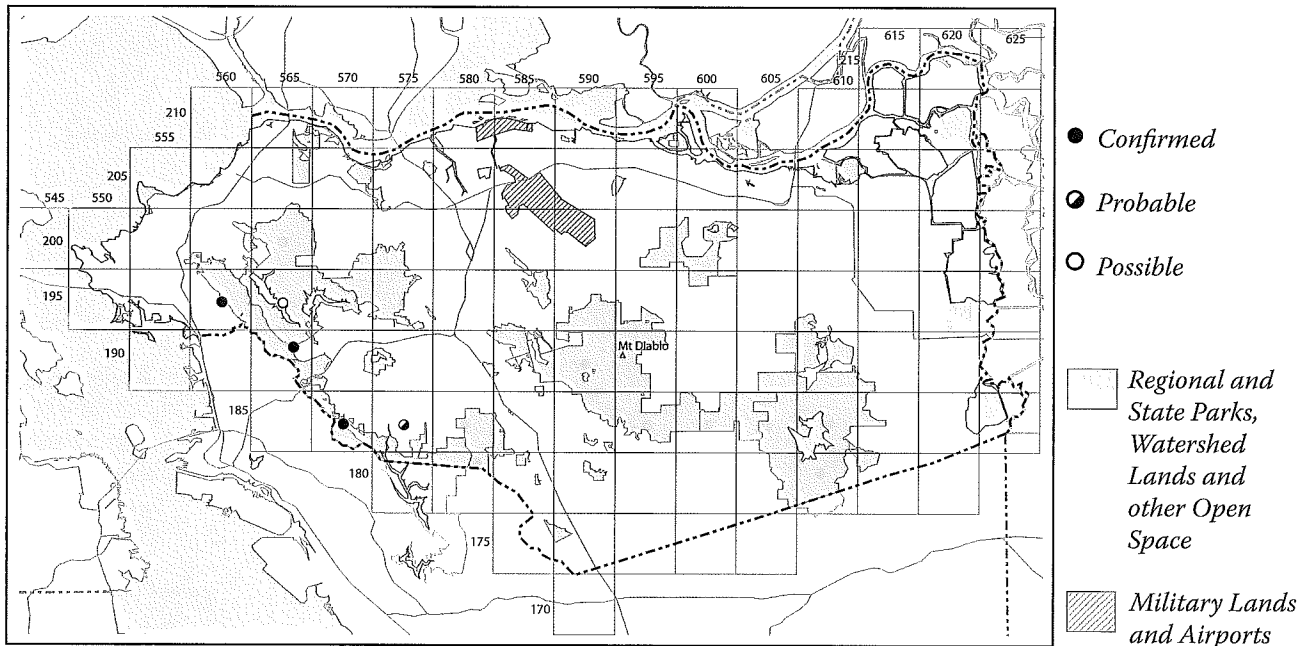 615
620
625
215
560
565
570
575
580
585
590
595
600
605
610
210
555
205
545
550
200
195
190
Mt Diablo
185
180
175
170
Confirmed
Probable
Possible
Regional and
State Parks,
Watershed
Lands and
other Open
Space
Military Lands
and Airports